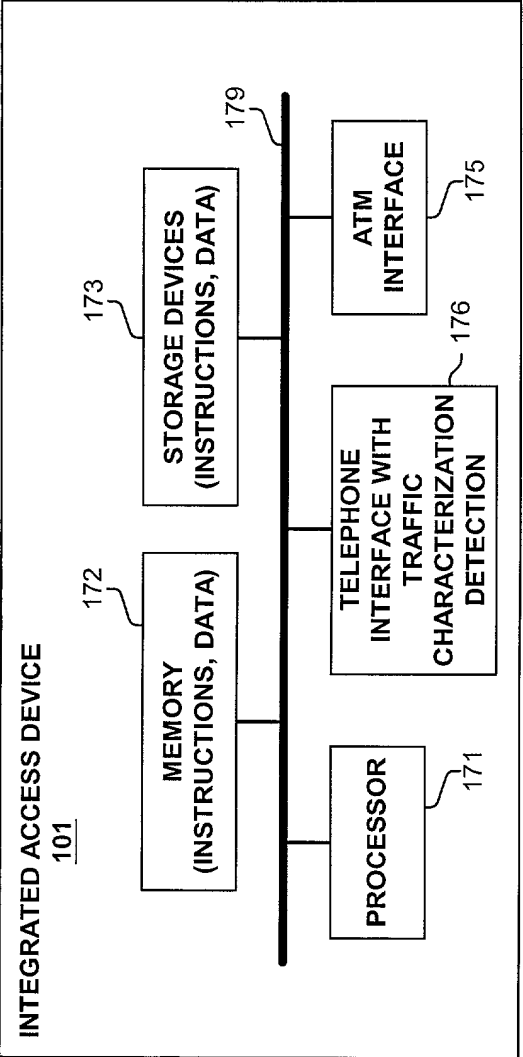 INTEGRATED ACCESS DEVICE
101
172
MEMORY
(INSTRUCTIONS, DATA)
173
STORAGE DEVICES
(INSTRUCTIONS, DATA)
179
PROCESSOR
171
TELEPHONE
INTERFACE WITH
TRAFFIC
CHARACTERIZATION
DETECTION
176
ATM
INTERFACE
175